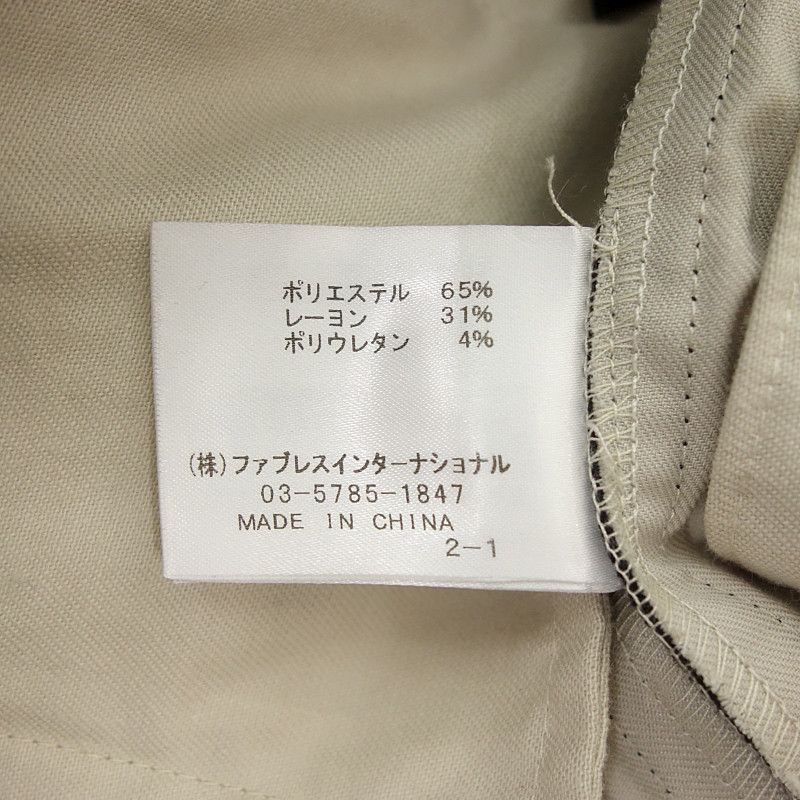 ポリエステル 65%
レーヨン 31%
ポリウレタン 4%
(株)ファブレスインターナショナル
03-5785-1847
MADE IN CHINA
2-1